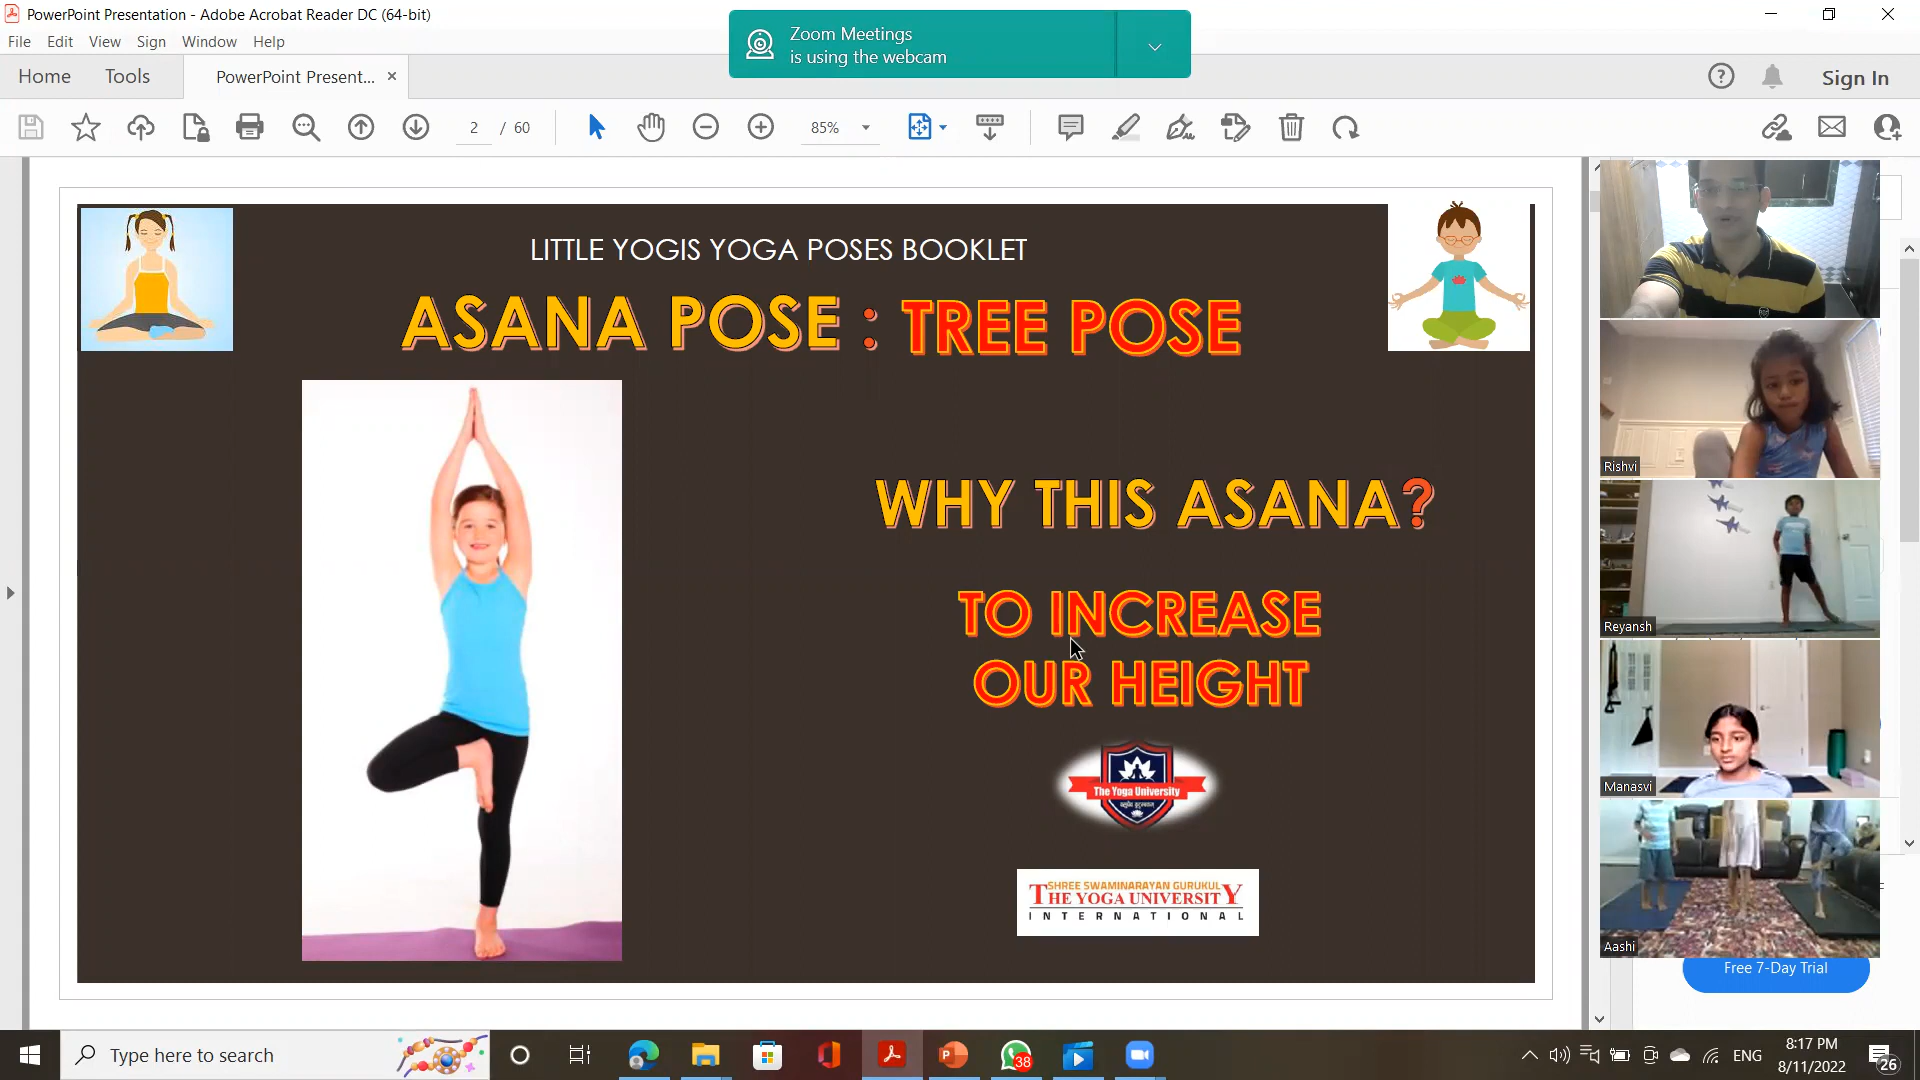 PowerPoint Presentation - Adobe Acrobat Reader DC (64-bit)
File Edit View Sign Window Help
Zoom Meetings
is using the webcam
Home Tools PowerPoint Present... ×
Sign In
2 / 60
85%
LITTLE YOGIS YOGA POSES BOOKLET
ASANA POSE : TREE POSE
WHY THIS ASANA?
TO INCREASE
OUR HEIGHT
The Yoga University
SHREE SWAMINARAYAN GURUKUL
THE YOGA UNIVERSITY
INTERNATIONAL
Rishvi
Reyansh
Manasvi
Aashi
Free 7-Day Trial
Type here to search
38
ENG
8:17 PM
8/11/2022
26